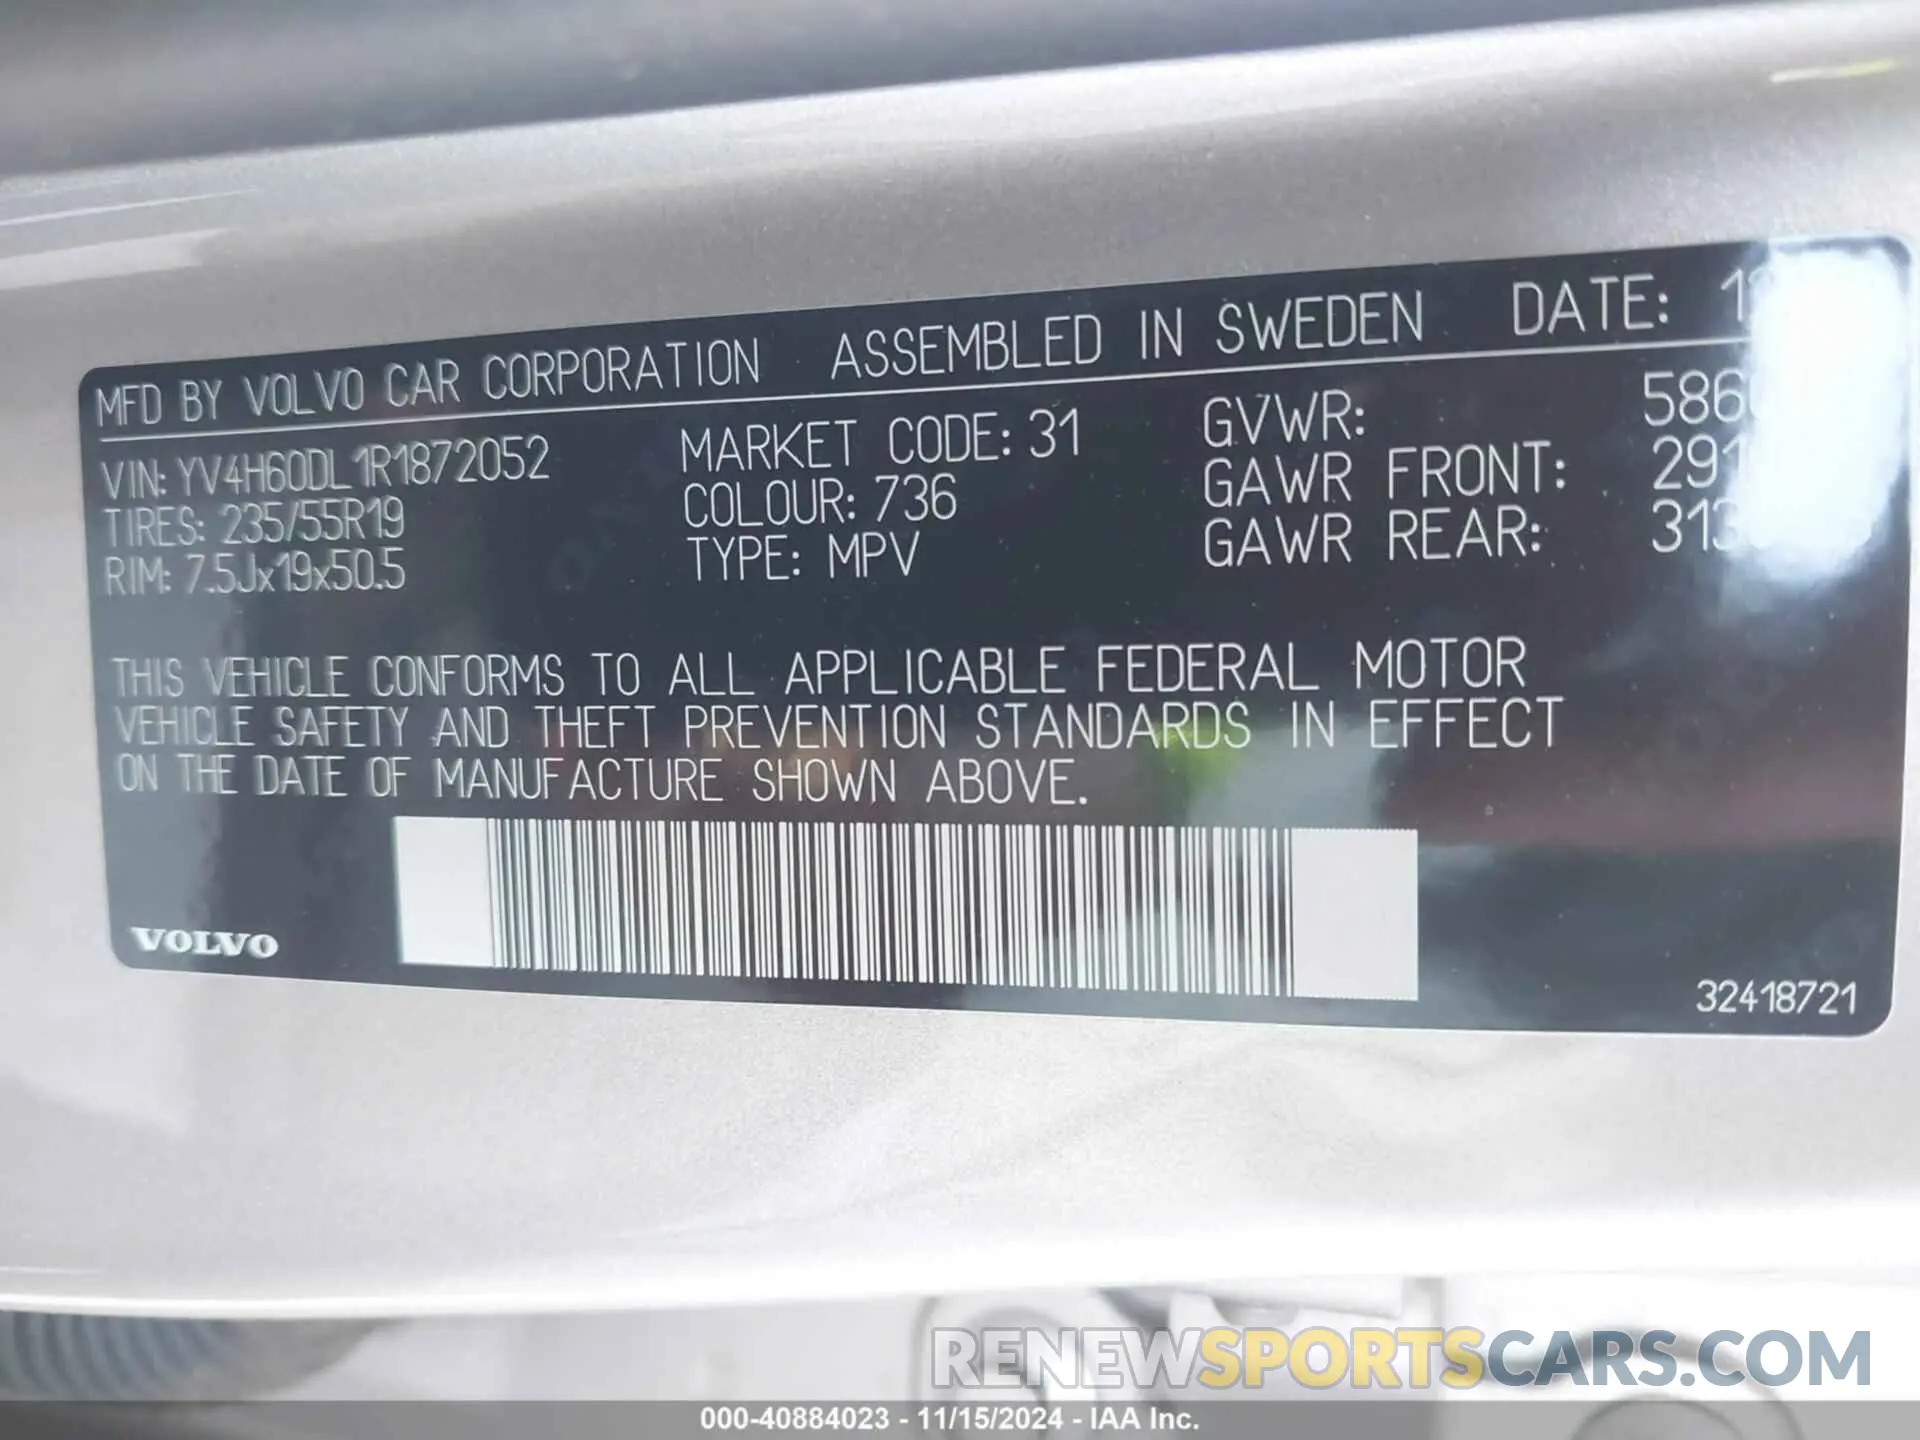 MFD BY VOLVO CAR CORPORATION ASSEMBLED IN SWEDEN DATE:
VIN: YV4H60DL1R1872052 MARKET CODE: 31 GVWR:
TIRES: 235/55R19 COLOUR: 736 GAWR FRONT:
RIM: 7.5Jx19x50.5 TYPE: MPV GAWR REAR:
THIS VEHICLE CONFORMS TO ALL APPLICABLE FEDERAL MOTOR
VEHICLE SAFETY AND THEFT PREVENTION STANDARDS IN EFFECT
ON THE DATE OF MANUFACTURE SHOWN ABOVE.
VOLVO
32418721
RENEWSPORTSCARS.COM
000-40884023 - 11/15/2024 - IAA Inc.